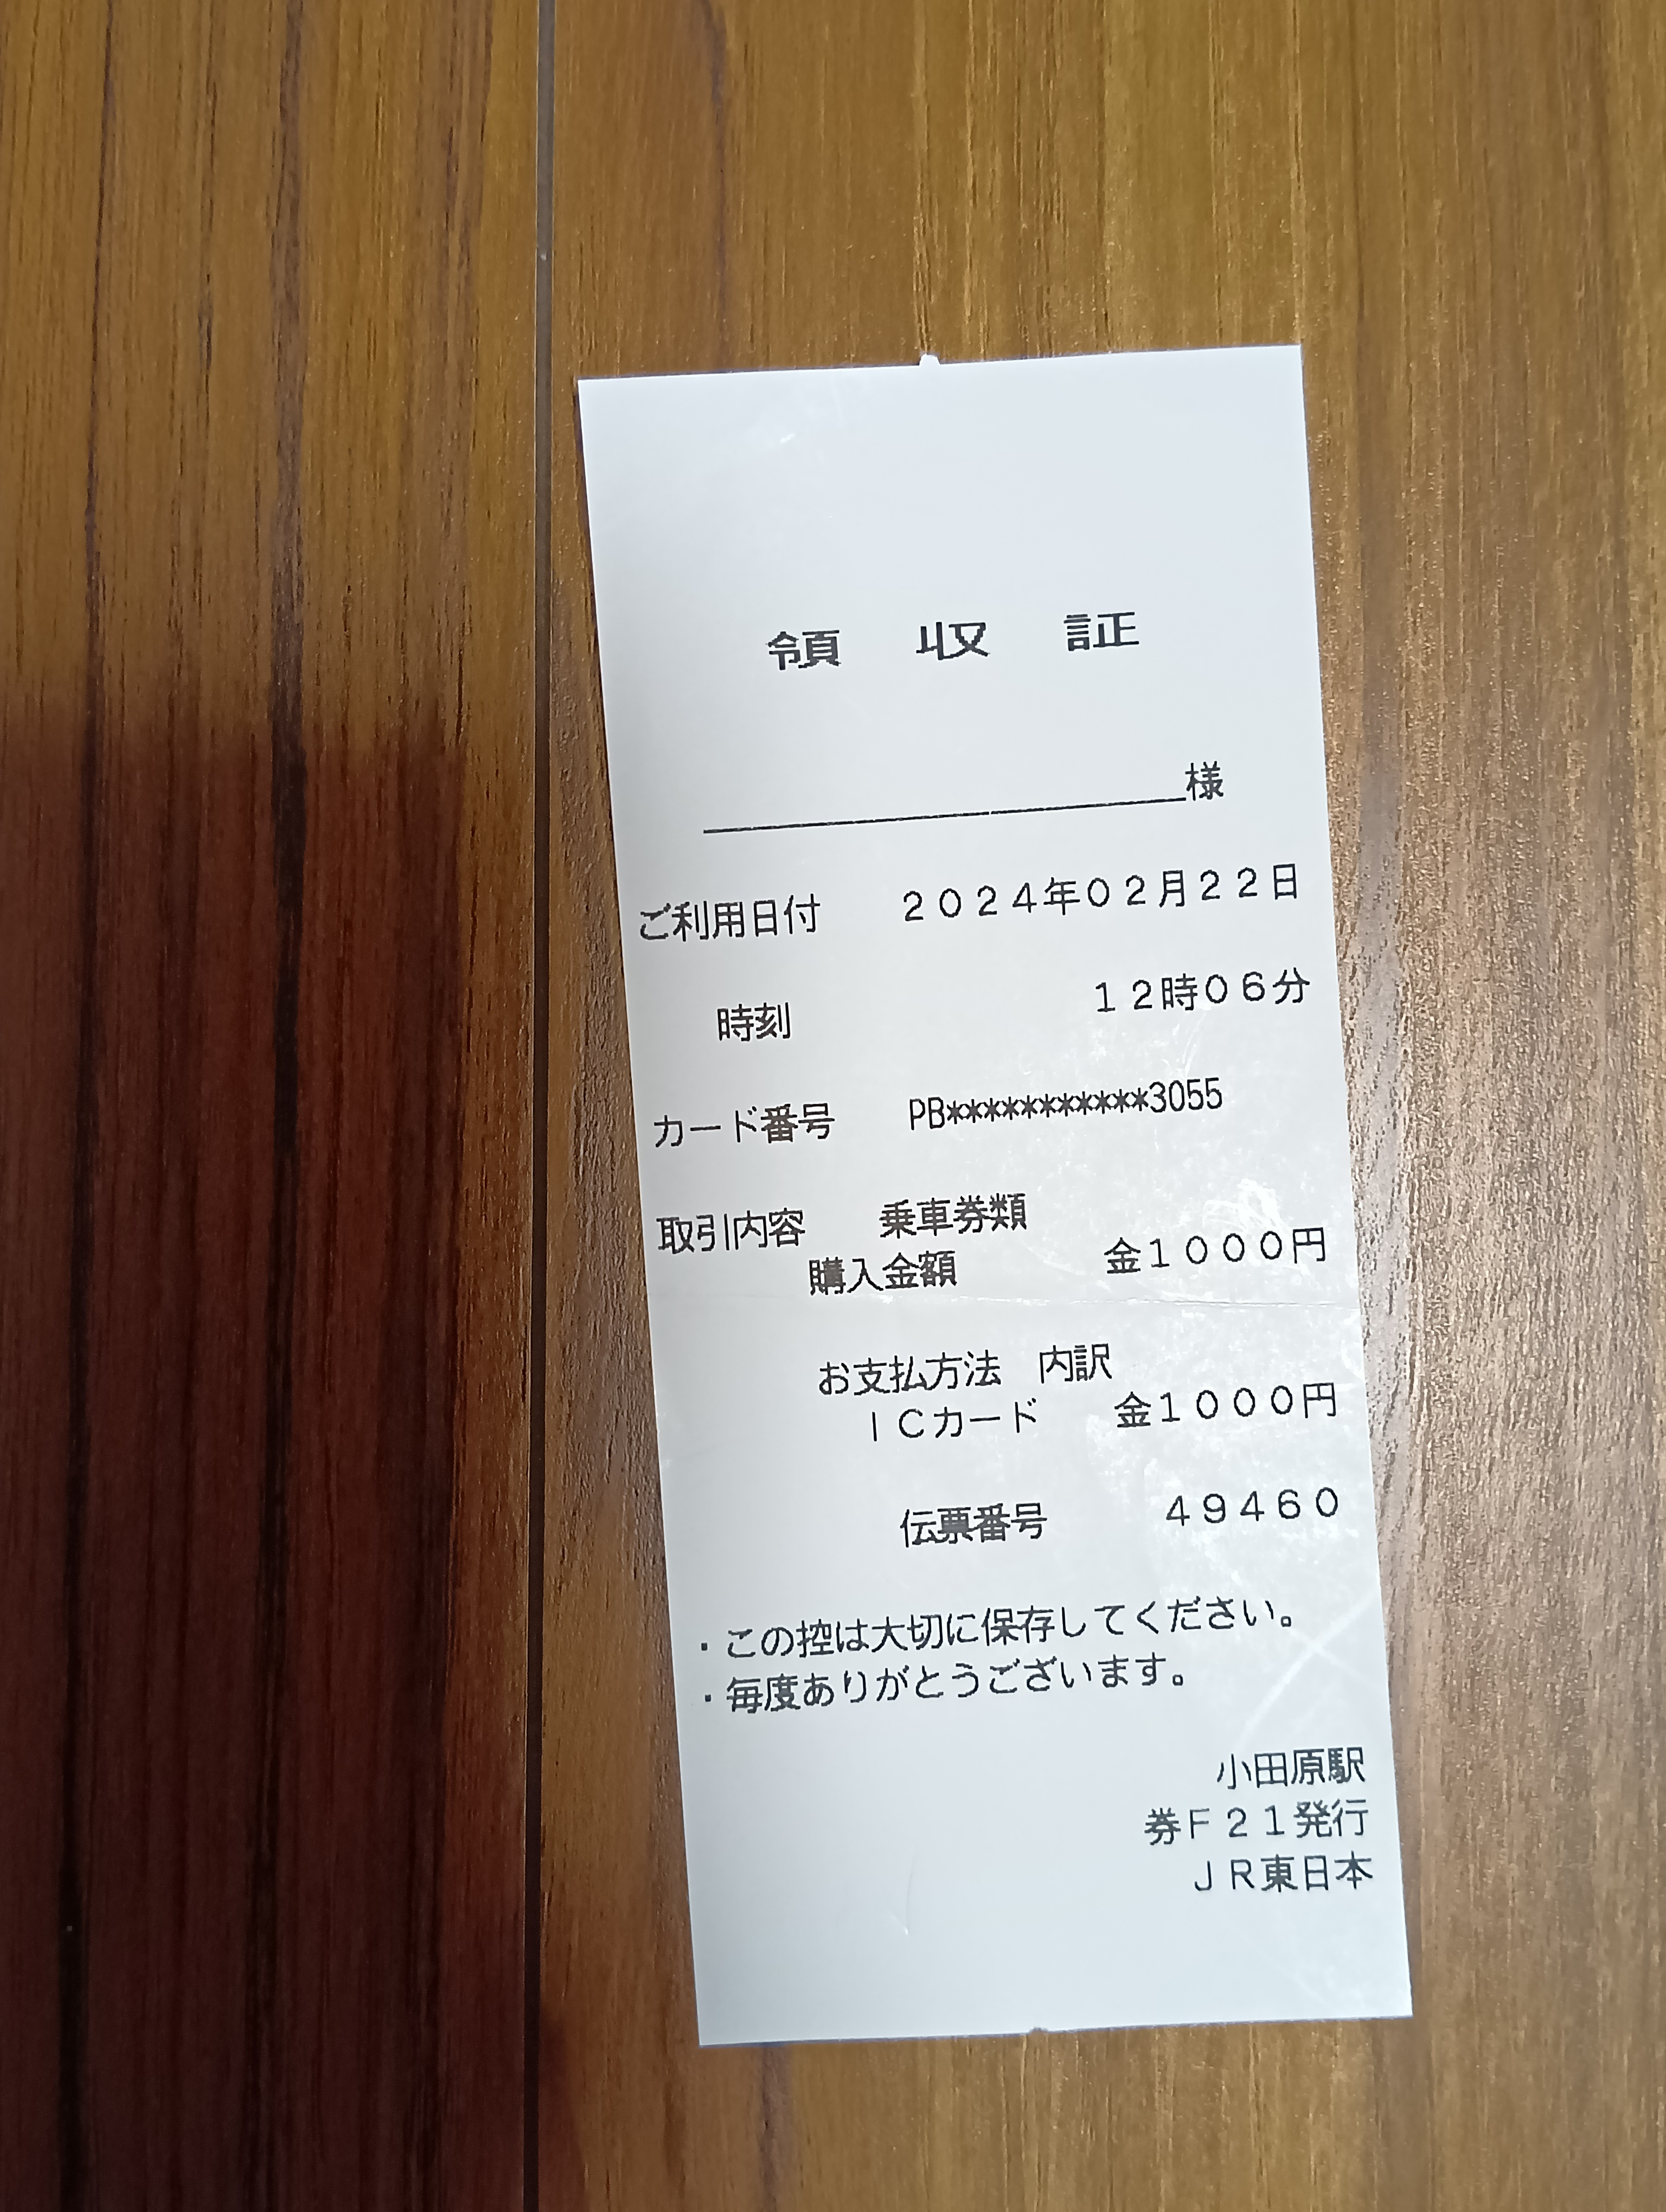 領収証
様
ご利用日付 2024年02月22日
時刻 12時06分
カード番号 PB***********3055
取引内容 乗車券類
購入金額 金1000円
お支払方法 内訳
ICカード 金1000円
伝票番号 49460
・この控は大切に保存してください。
・毎度ありがとうございます。
小田原駅
券F21発行
JR東日本